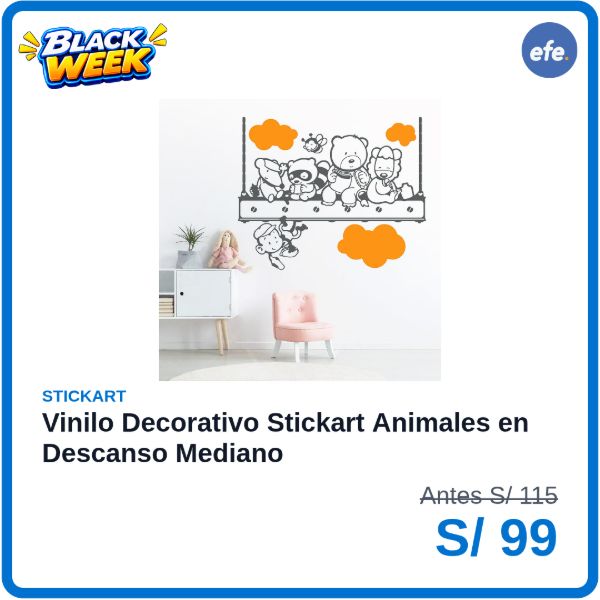 BLACK
WEEK
efe.
STICKART
Vinilo Decorativo Stickart Animales en
Descanso Mediano
Antes S/ 115
S/ 99